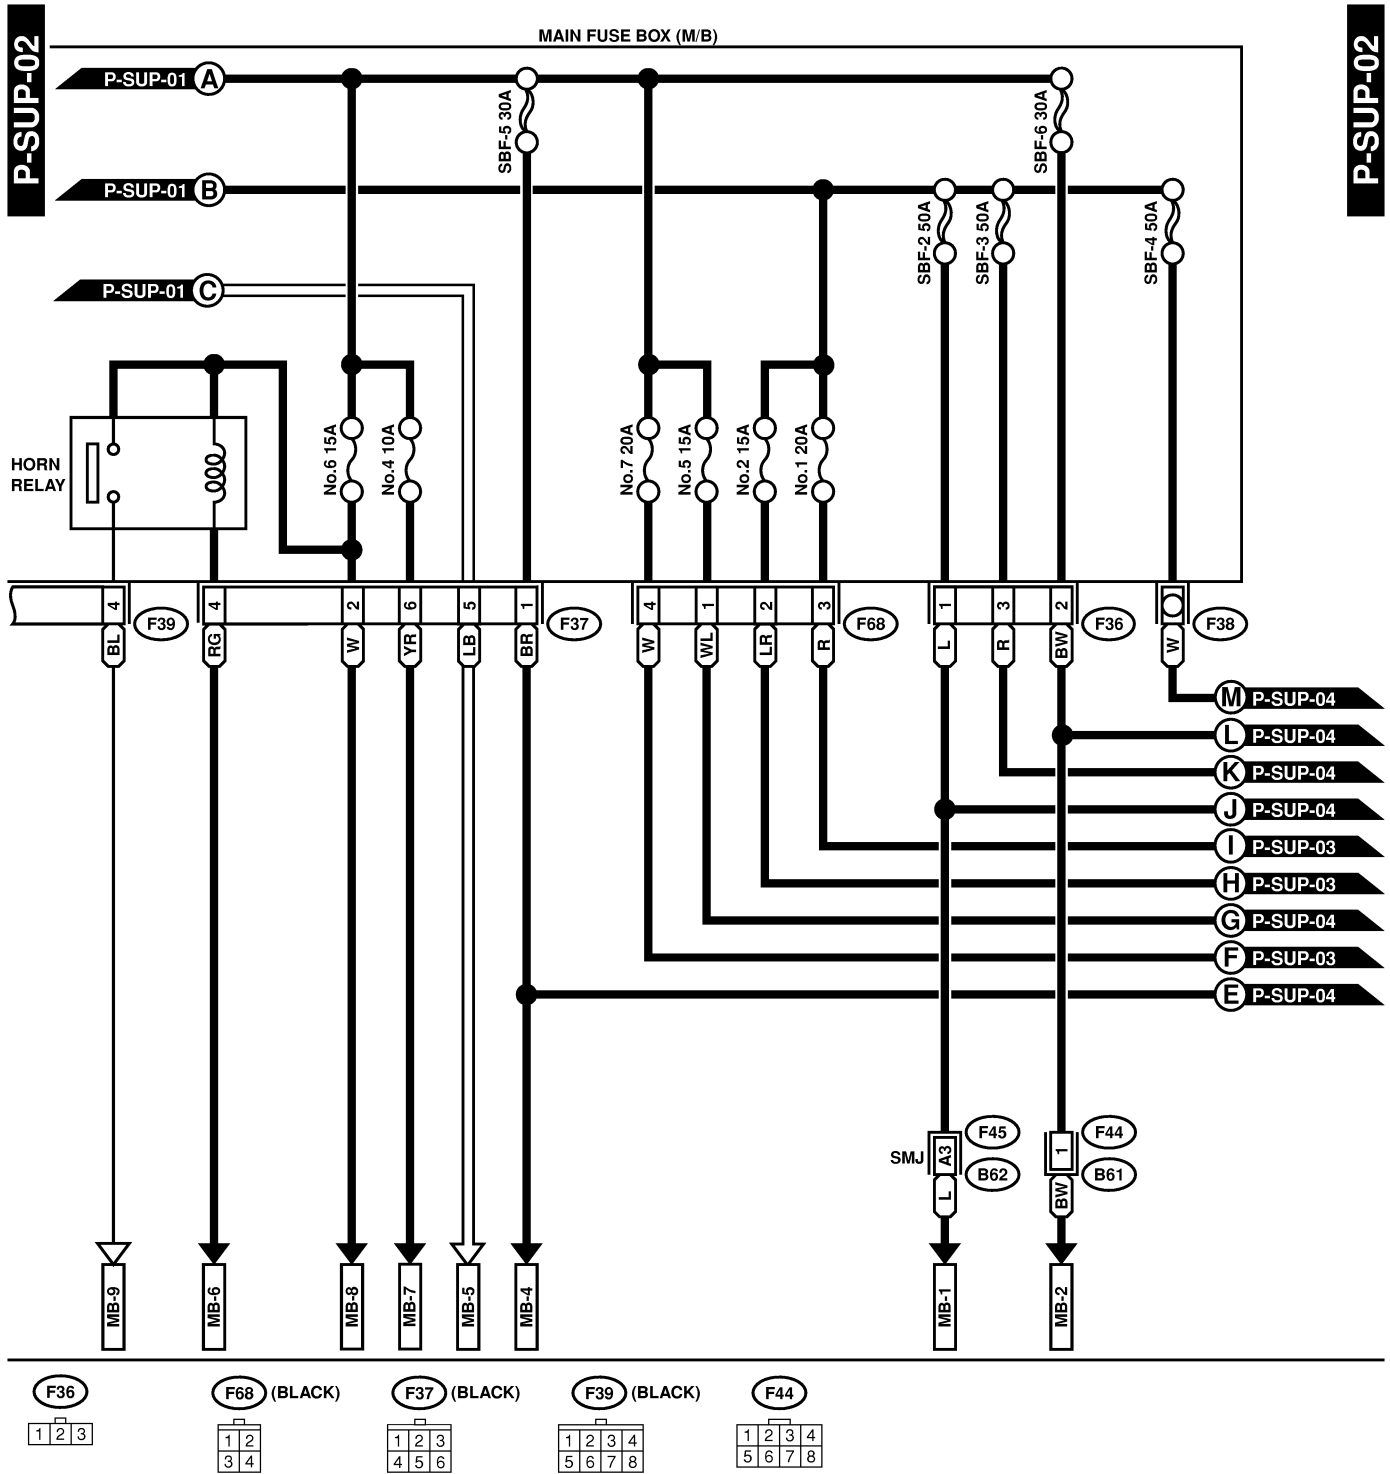 P-SUP-02
P-SUP-02
MAIN FUSE BOX (M/B)
P-SUP-01 A
SBF-5 30A
SBF-6 30A
P-SUP-01 B
SBF-2 50A
SBF-3 50A
SBF-4 50A
P-SUP-01 C
HORN
RELAY
No.6 15A
No.4 10A
No.7 20A
No.5 15A
No.2 15A
No.1 20A
4
F39
4
2
6
5
1
F37
4
1
2
3
F68
1
3
2
F36
F38
BL
RG
W
YR
LB
BR
W
WL
LR
R
L
R
BW
W
M P-SUP-04
L P-SUP-04
K P-SUP-04
J P-SUP-04
I P-SUP-03
H P-SUP-03
G P-SUP-04
F P-SUP-03
E P-SUP-04
SMJ
A3
F45
B62
1
F44
B61
L
BW
MB-9
MB-6
MB-8
MB-7
MB-5
MB-4
MB-1
MB-2
F36
1 2 3
F68 (BLACK)
1 2
3 4
F37 (BLACK)
1 2 3
4 5 6
F39 (BLACK)
1 2 3 4
5 6 7 8
F44
1 2 3 4
5 6 7 8